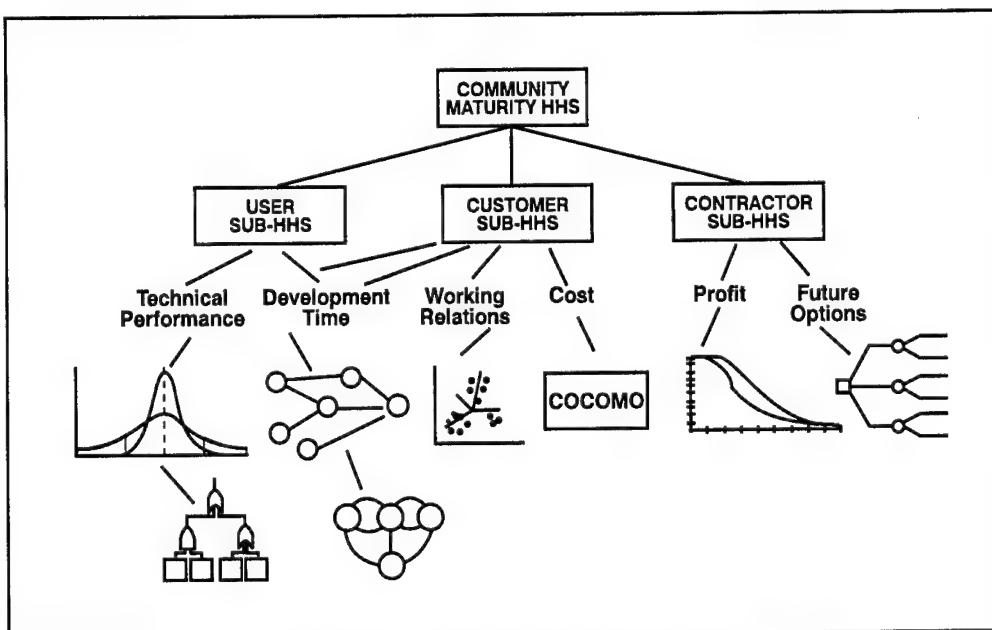 COMMUNITY
MATURITY HHS
USER
SUB-HHS
CUSTOMER
SUB-HHS
CONTRACTOR
SUB-HHS
Technical
Performance
Development
Time
Working
Relations
Cost
Profit
Future
Options
COCOMO